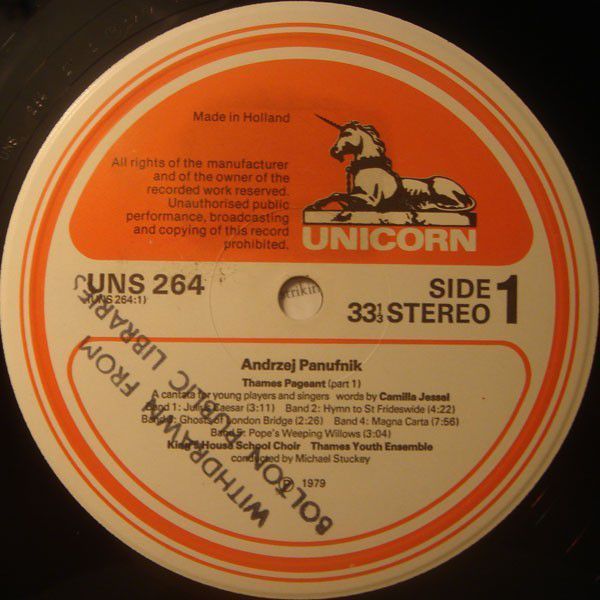 Made in Holland
All rights of the manufacturer
and of the owner of the
recorded work reserved.
Unauthorised public
performance, broadcasting
and copying of this record
prohibited.
UNICORN
UNS 264
(UNS 264:1)
SIDE 1
33⅓ STEREO
Andrzej Panufnik
Thames Pageant (part 1)
A cantata for young players and singers words by Camilla Jessel
Band 1: Julius Caesar (3:11) Band 2: Hymn to St Frideswide (4:22)
Band 3: Ghosts of London Bridge (2:26) Band 4: Magna Carta (7:56)
Band 5: Pope's Weeping Willows (3:04)
King's House School Choir Thames Youth Ensemble
conducted by Michael Stuckey
℗ 1979
WITHDRAWN FROM
BOLTON PUBLIC LIBRARIES